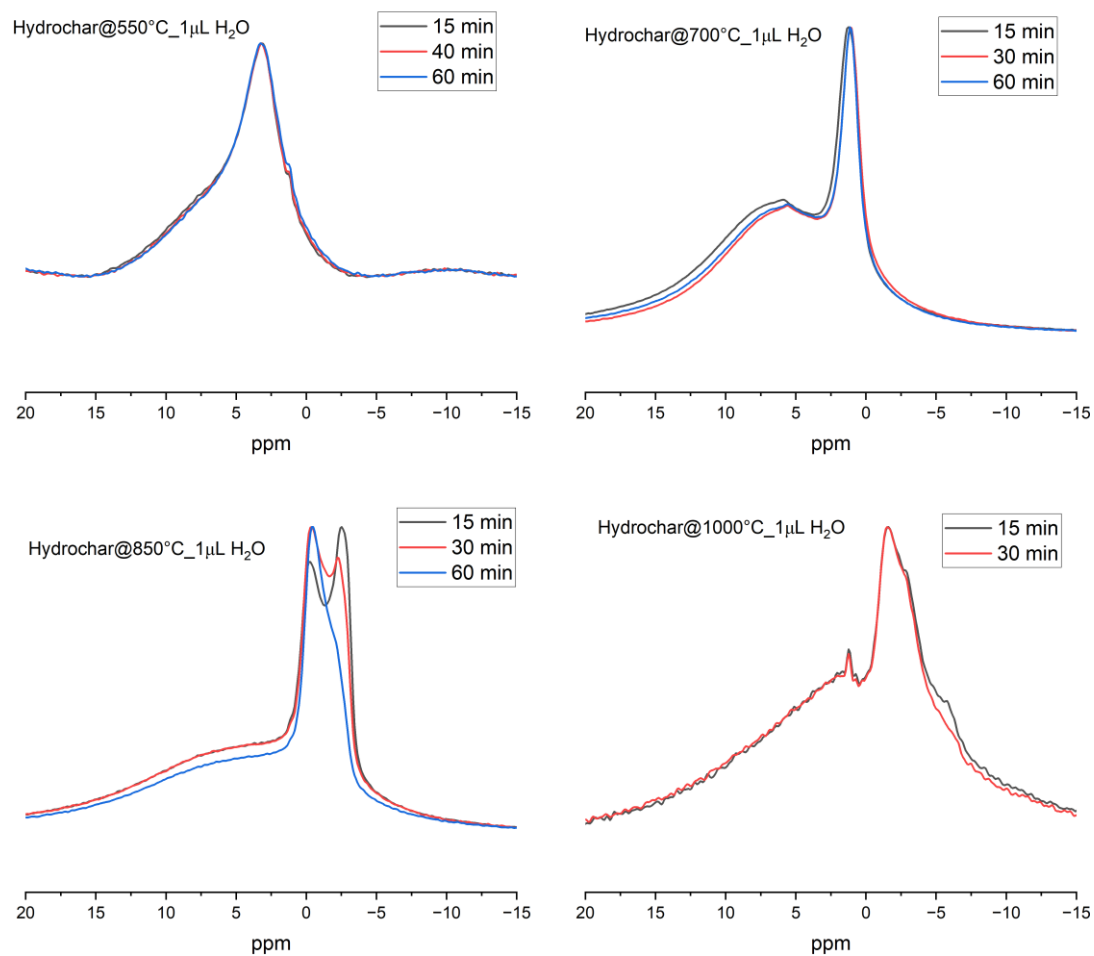 Hydrochar@550°C_1μL H₂O
15 min
40 min
60 min
20 15 10 5 0 −5 −10 −15
ppm
Hydrochar@700°C_1μL H₂O
15 min
30 min
60 min
20 15 10 5 0 −5 −10 −15
ppm
Hydrochar@850°C_1μL H₂O
15 min
30 min
60 min
20 15 10 5 0 −5 −10 −15
ppm
Hydrochar@1000°C_1μL H₂O
15 min
30 min
20 15 10 5 0 −5 −10 −15
ppm